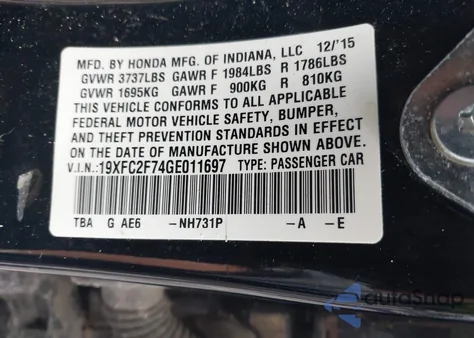 MFD. BY HONDA MFG. OF INDIANA, LLC 12/'15
GVWR 3737LBS GAWR F 1984LBS R 1786LBS
GVWR 1695KG GAWR F 900KG R 810KG
THIS VEHICLE CONFORMS TO ALL APPLICABLE
FEDERAL MOTOR VEHICLE SAFETY, BUMPER,
AND THEFT PREVENTION STANDARDS IN EFFECT
ON THE DATE OF MANUFACTURE SHOWN ABOVE.
V.I.N.:19XFC2F74GE011697 TYPE: PASSENGER CAR
TBA G AE6 -NH731P -A -E
autoSnap